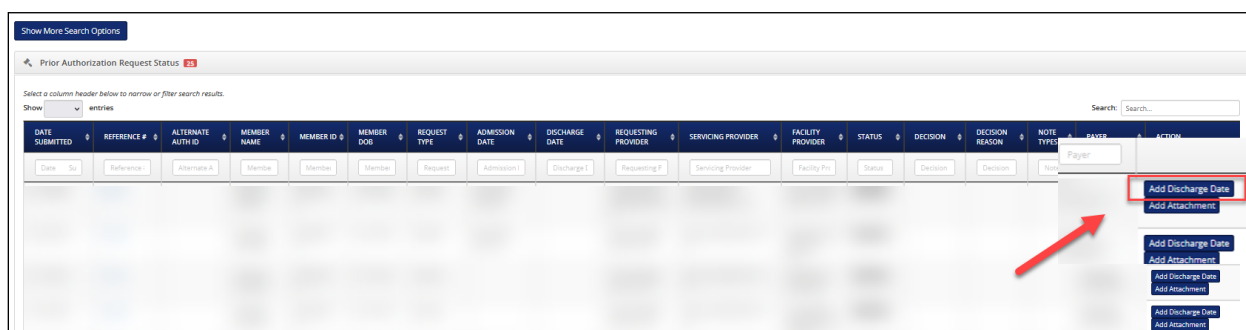 Show More Search Options
Prior Authorization Request Status 25
Select a column header below to narrow or filter search results.
Show entries
Search: Search...
DATE SUBMITTED REFERENCE # ALTERNATE AUTH ID MEMBER NAME MEMBER ID MEMBER DOB REQUEST TYPE ADMISSION DATE DISCHARGE DATE REQUESTING PROVIDER SERVICING PROVIDER FACILITY PROVIDER STATUS DECISION DECISION REASON NOTE TYPES PAYER ACTION
Date Su Reference- Alternate A Membe Member Member Request Admission Discharge D Requesting P Servicing Provider Facility Pro Status Decision Decision Note Payer
Add Discharge Date
Add Attachment
Add Discharge Date
Add Attachment
Add Discharge Date
Add Attachment
Add Discharge Date
Add Attachment